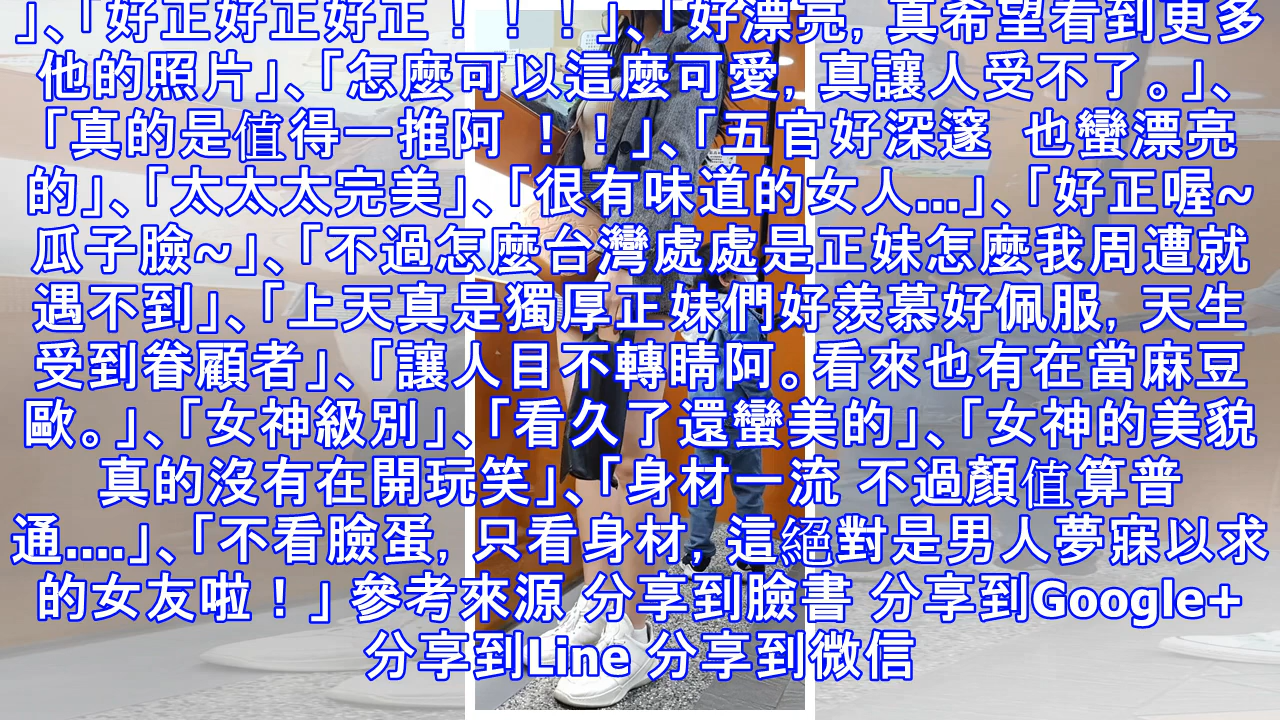 」、「好正好正好正！！！」、「好漂亮, 真希望看到更多
他的照片」、「怎麼可以這麼可愛, 真讓人受不了。」、
「真的是值得一推阿 ！！」、「五官好深邃 也蠻漂亮
的」、「太太太完美」、「很有味道的女人...」、「好正喔~
瓜子臉~」、「不過怎麼台灣處處是正妹怎麼我周遭就
遇不到」、「上天真是獨厚正妹們好羨慕好佩服, 天生
受到眷顧者」、「讓人目不轉睛阿。看來也有在當麻豆
歐。」、「女神級別」、「看久了還蠻美的」、「女神的美貌
真的沒有在開玩笑」、「身材一流 不過顏值算普
通....」、「不看臉蛋, 只看身材, 這絕對是男人夢寐以求
的女友啦！」參考來源 分享到臉書 分享到Google+
分享到Line 分享到微信